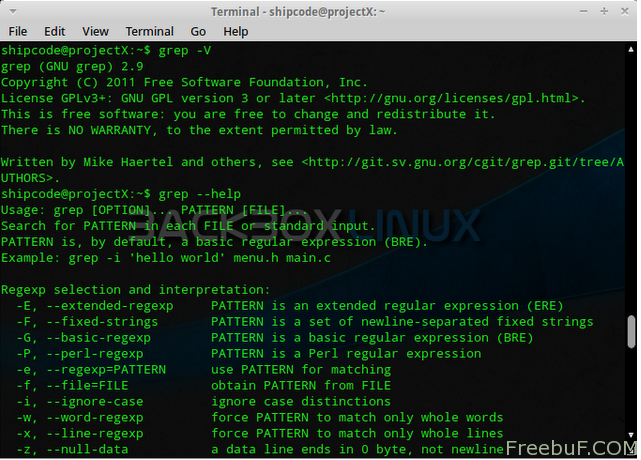 Terminal - shipcode@projectX: ~
File Edit View Terminal Go Help
shipcode@projectX:~$ grep -V
grep (GNU grep) 2.9
Copyright (C) 2011 Free Software Foundation, Inc.
License GPLv3+: GNU GPL version 3 or later <http://gnu.org/licenses/gpl.html>.
This is free software: you are free to change and redistribute it.
There is NO WARRANTY, to the extent permitted by law.
Written by Mike Haertel and others, see <http://git.sv.gnu.org/cgit/grep.git/tree/A
UTHORS>.
shipcode@projectX:~$ grep --help
Usage: grep [OPTION]... PATTERN [FILE]...
Search for PATTERN in each FILE or standard input.
BACKBOXLINUX
PATTERN is, by default, a basic regular expression (BRE).
Example: grep -i 'hello world' menu.h main.c
Regexp selection and interpretation:
-E, --extended-regexp PATTERN is an extended regular expression (ERE)
-F, --fixed-strings PATTERN is a set of newline-separated fixed strings
-G, --basic-regexp PATTERN is a basic regular expression (BRE)
-P, --perl-regexp PATTERN is a Perl regular expression
-e, --regexp=PATTERN use PATTERN for matching
-f, --file=FILE obtain PATTERN from FILE
-i, --ignore-case ignore case distinctions
-w, --word-regexp force PATTERN to match only whole words
-x, --line-regexp force PATTERN to match only whole lines
-z, --null-data a data line ends in 0 byte, not newline
FreebuF.COM